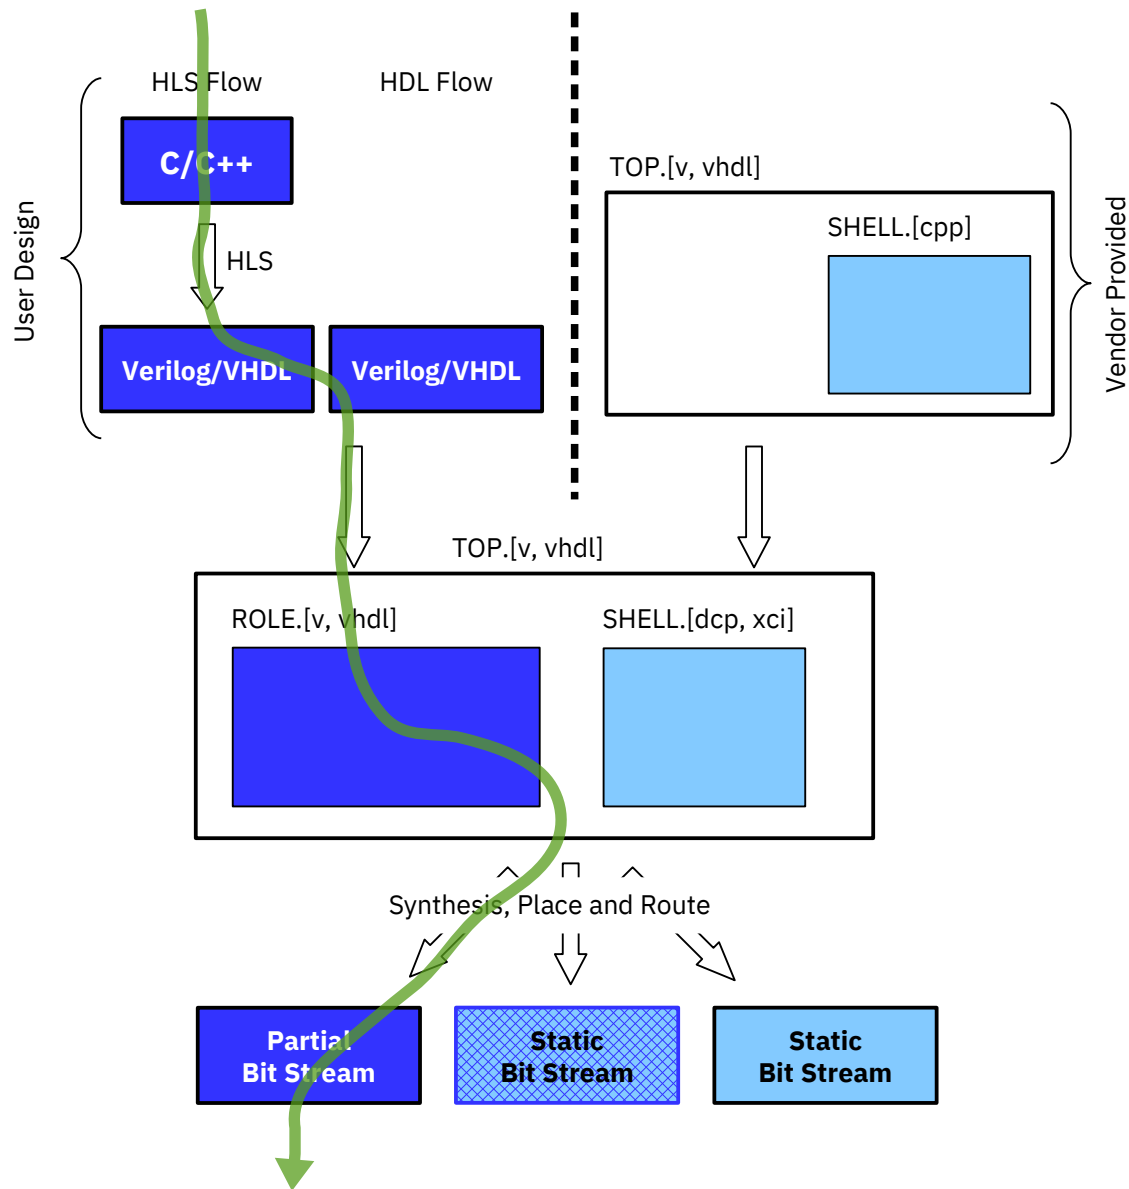 HLS Flow
HDL Flow
C/C++
TOP.[v, vhdl]
SHELL.[cpp]
User Design
HLS
Vendor Provided
Verilog/VHDL
Verilog/VHDL
TOP.[v, vhdl]
ROLE.[v, vhdl]
SHELL.[dcp, xci]
Synthesis, Place and Route
Partial
Bit Stream
Static
Bit Stream
Static
Bit Stream